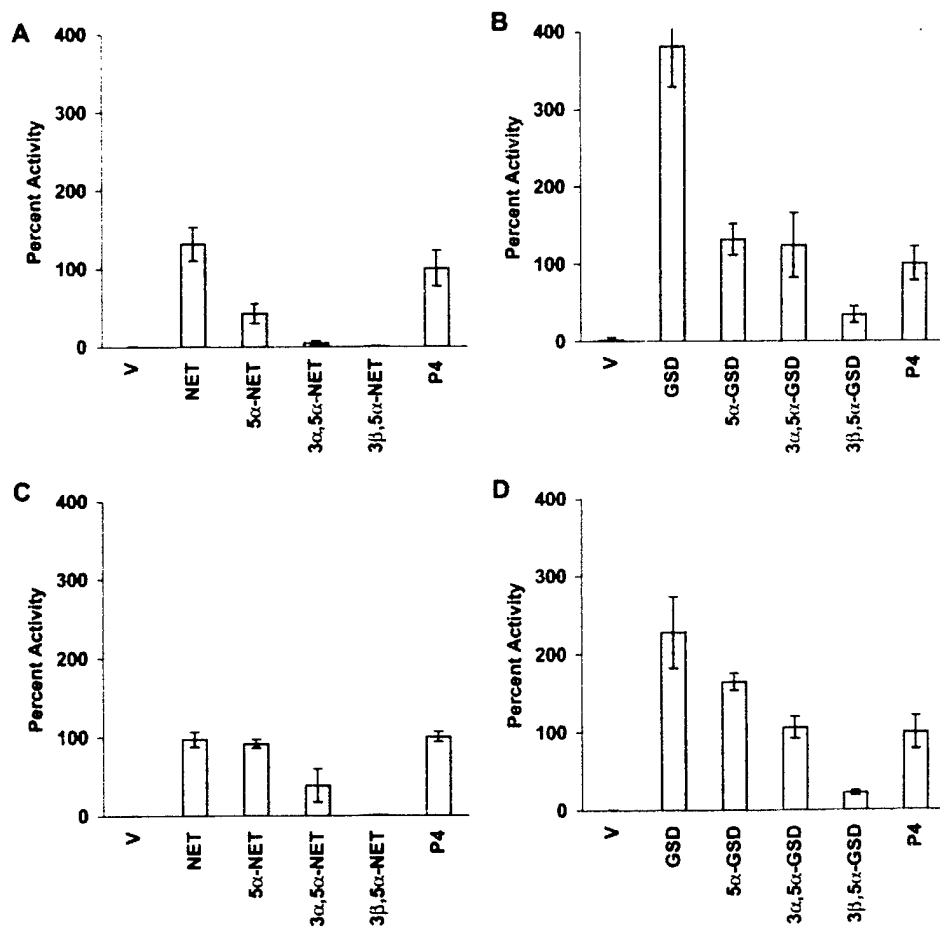 A
400
300
200
100
0
Percent Activity
V
NET
5α-NET
3α,5α-NET
3β,5α-NET
P4
B
400
300
200
100
0
Percent Activity
V
GSD
5α-GSD
3α,5α-GSD
3β,5α-GSD
P4
C
400
300
200
100
0
Percent Activity
V
NET
5α-NET
3α,5α-NET
3β,5α-NET
P4
D
400
300
200
100
0
Percent Activity
V
GSD
5α-GSD
3α,5α-GSD
3β,5α-GSD
P4